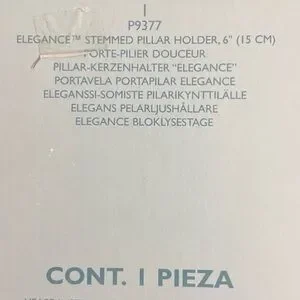 1
P9377
ELEGANCE™ STEMMED PILLAR HOLDER, 6" (15 CM)
PORTE-PILIER DOUCEUR
PILLAR-KERZENHALTER "ELEGANCE"
PORTAVELA PORTAPILAR ELEGANCE
ELEGANSSI-SOMISTE PILARIKYNTTILÄLLE
ELEGANS PELARLJUSHÅLLARE
ELEGANCE BLOKLYSESTAGE
CONT. 1 PIEZA